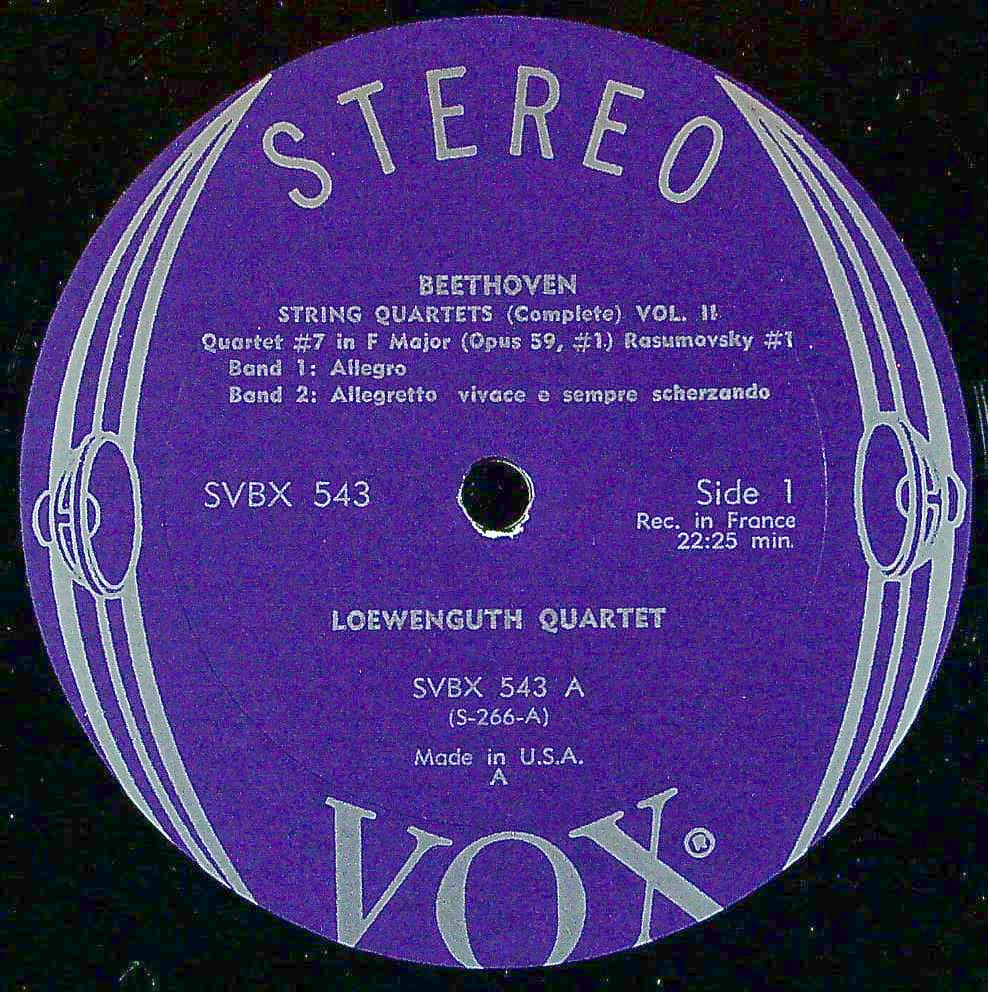 STEREO
BEETHOVEN
STRING QUARTETS (Complete) VOL. II
Quartet #7 in F Major (Opus 59, #1) Rasumovsky #1
Band 1: Allegro
Band 2: Allegretto vivace e sempre scherzando
SVBX 543
Side 1
Rec. in France
22:25 min.
LOEWENGUTH QUARTET
SVBX 543 A
(S-266-A)
Made in U.S.A.
A
VOX®